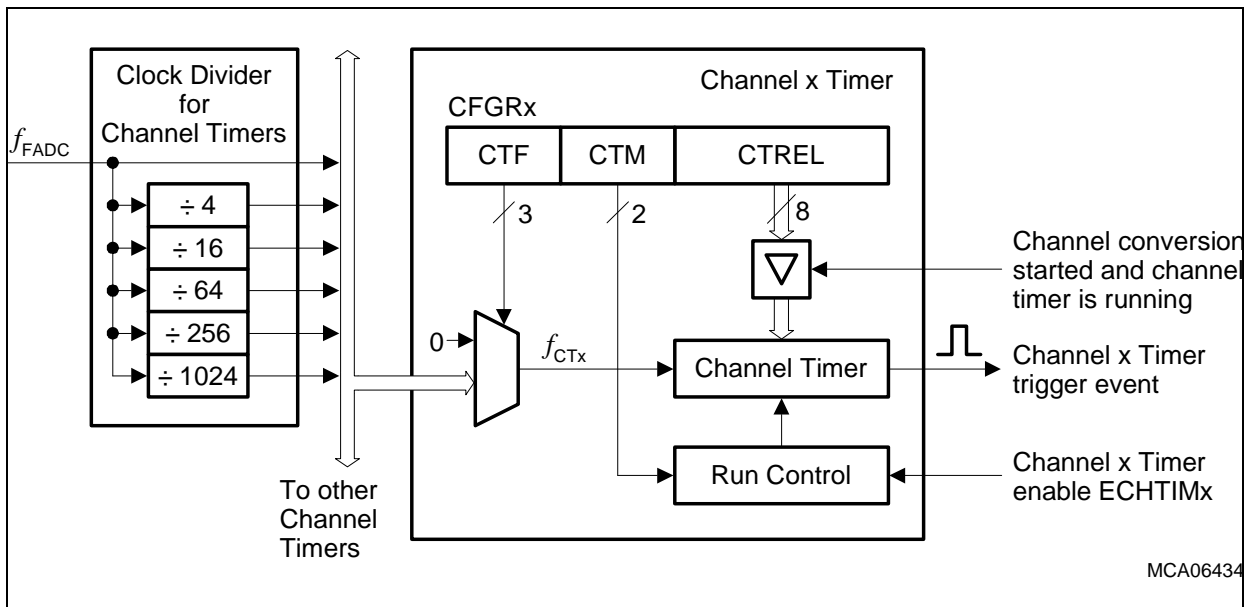 Clock Divider
for
Channel Timers
f FADC
÷ 4
÷ 16
÷ 64
÷ 256
÷ 1024
To other
Channel
Timers
Channel x Timer
CFGRx
CTF
CTM
CTREL
3
2
8
Channel conversion
started and channel
timer is running
0
f CTx
Channel Timer
Channel x Timer
trigger event
Run Control
Channel x Timer
enable ECHTIMx
MCA06434